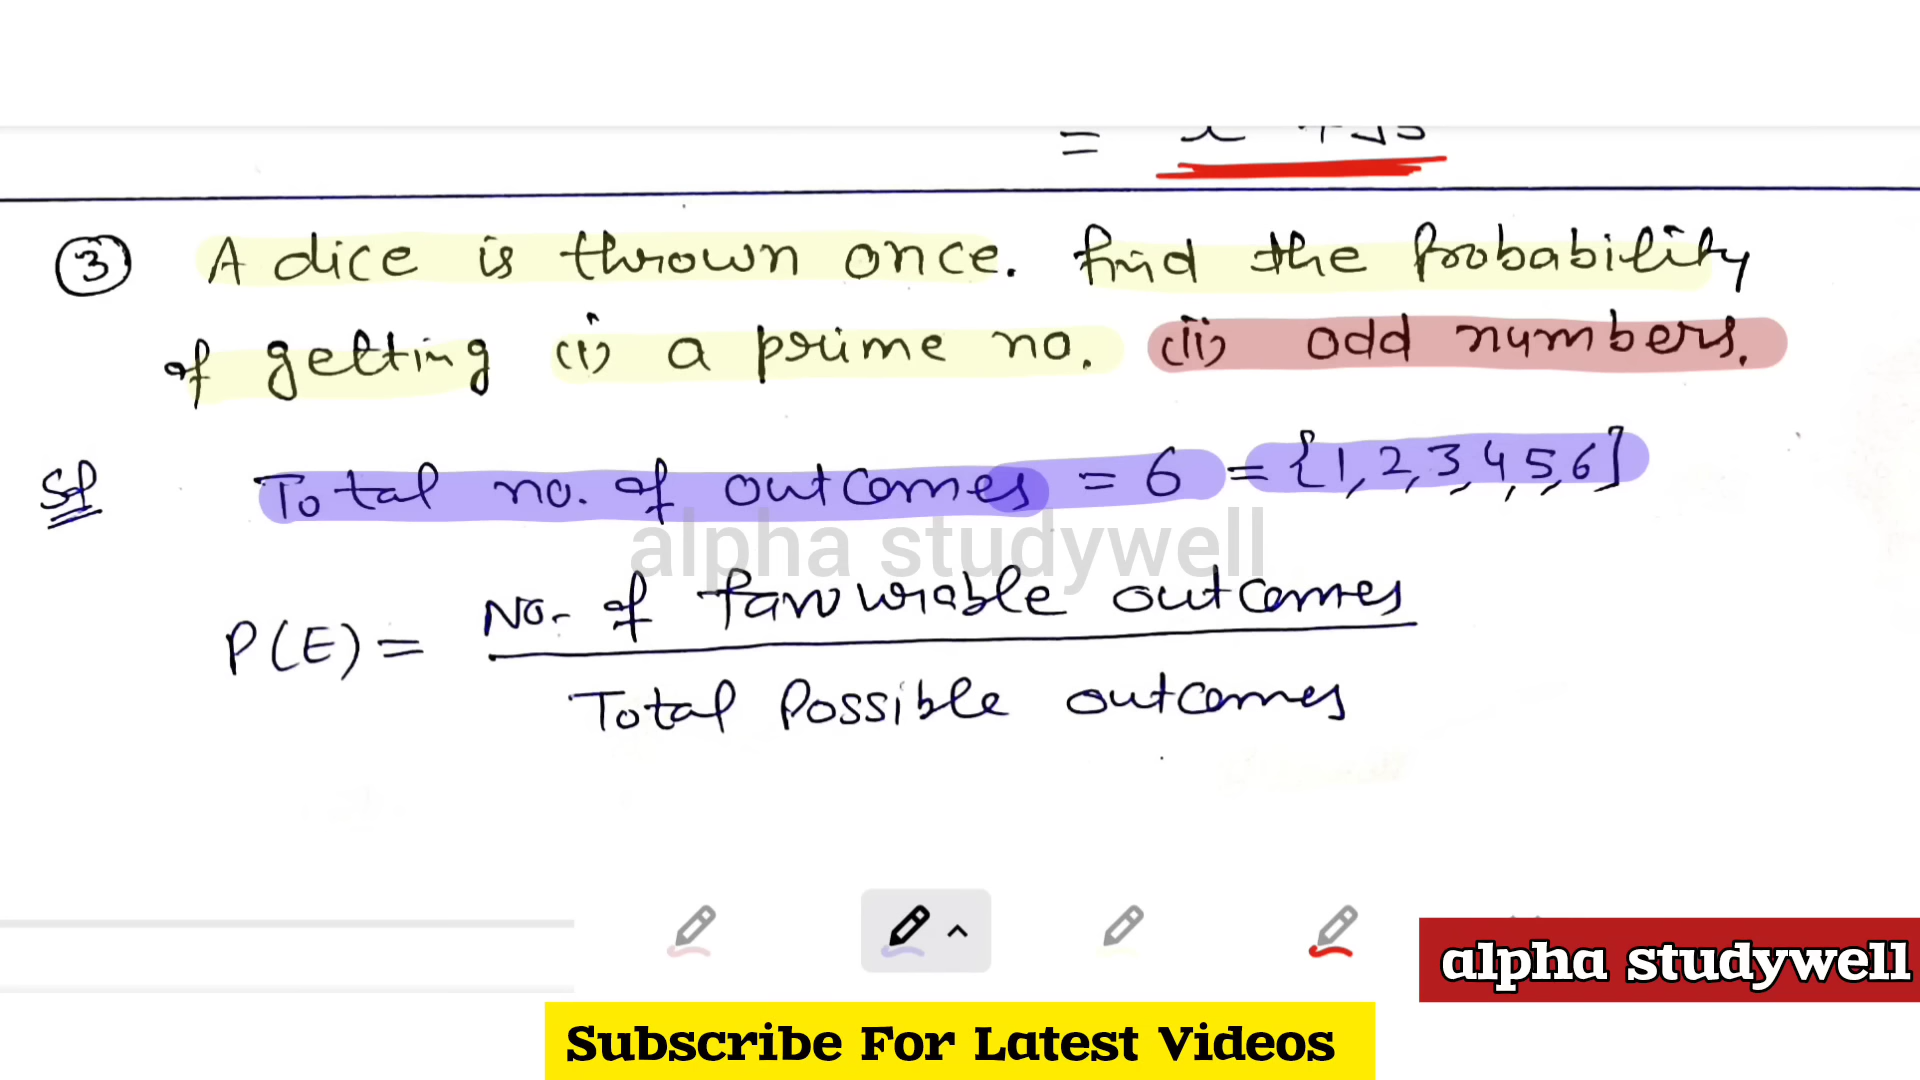 ③ A dice is thrown once. find the Probability
of getting (i) a prime no. (ii) odd numbers.
Sol Total no. of outcomes = 6 = {1,2,3,4,5,6]
alpha studywell
P(E) = No. of favourable outcomes
Total Possible outcomes
alpha studywell
Subscribe For Latest Videos